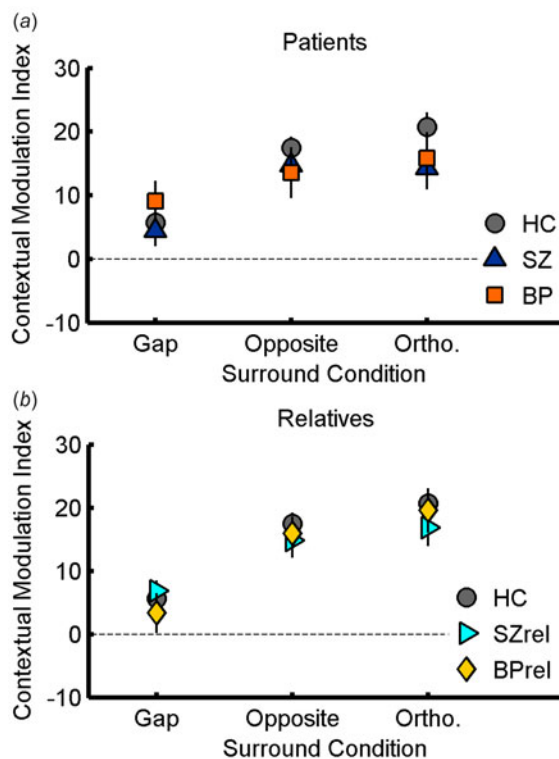 (a)
Patients
Contextual Modulation Index
30
20
10
0
-10
HC
SZ
BP
Gap Opposite Ortho.
Surround Condition
(b)
Relatives
Contextual Modulation Index
30
20
10
0
-10
HC
SZrel
BPrel
Gap Opposite Ortho.
Surround Condition